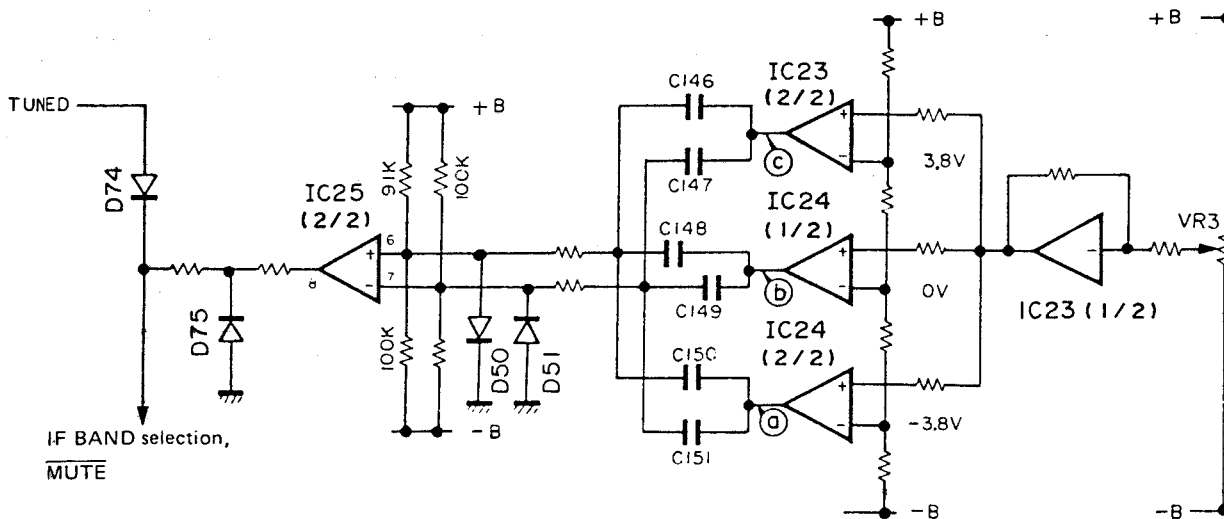 +B
+B
IC23
(2/2)
C146
TUNED
+B
+
-
c
3.8V
D74
91K
100K
C147
IC25
(2/2)
IC24
(1/2)
VR3
6
+
7
-
8
C148
+
-
b
0V
C149
-
IC23 (1/2)
D75
100K
D50
D51
IC24
(2/2)
C150
+
-
a
-3.8V
C151
-B
IF BAND selection,
MUTE
-B
-B